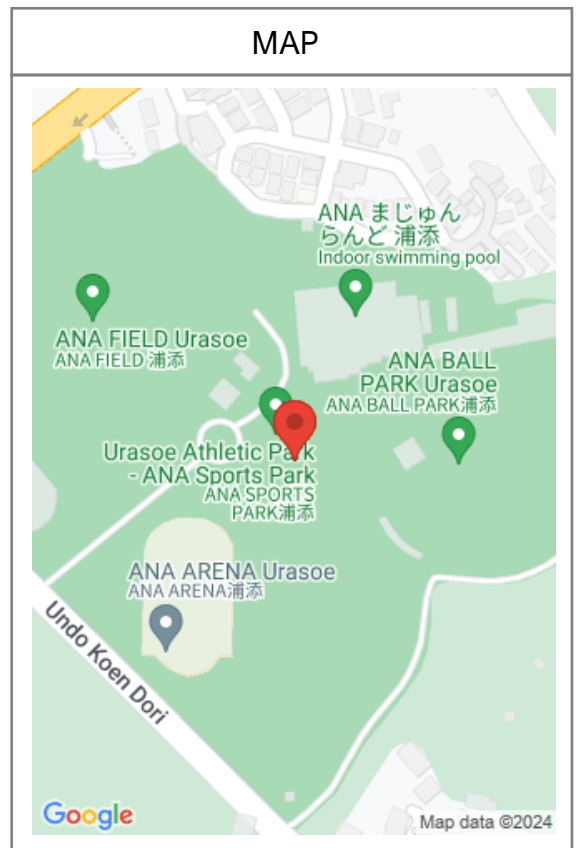 MAP
ANA まじゅん
らんど 浦添
Indoor swimming pool
ANA FIELD Urasoe
ANA FIELD 浦添
ANA BALL
PARK Urasoe
ANA BALL PARK浦添
Urasoe Athletic Park
- ANA Sports Park
ANA SPORTS
PARK浦添
ANA ARENA Urasoe
ANA ARENA浦添
Undo Koen Dori
Google
Map data ©2024